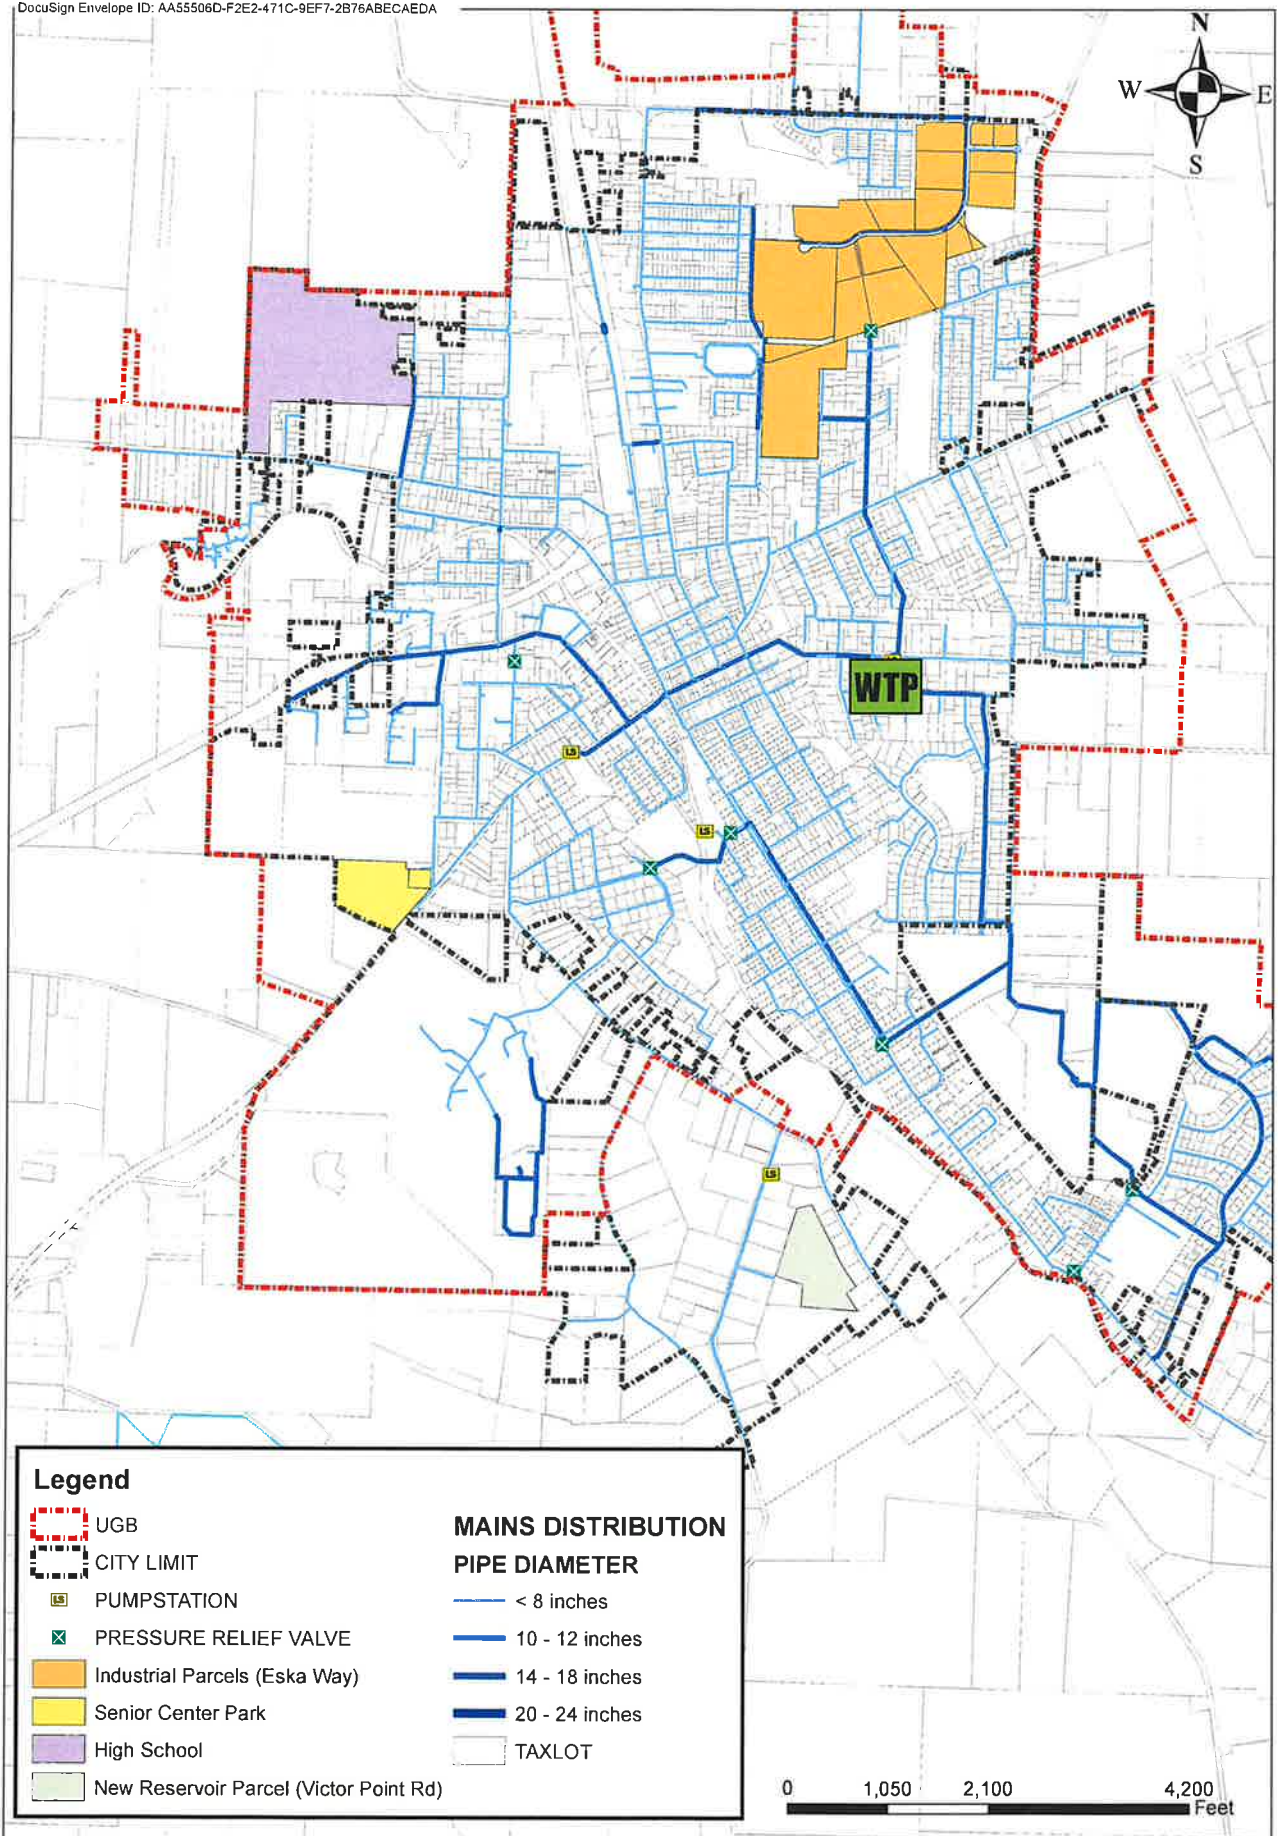 DocuSign Envelope ID: AA55506D-F2E2-471C-9EF7-2B76ABECAEDA
N
W
E
S
WTP
LS
LS
LS
Legend
UGB
CITY LIMIT
LS PUMPSTATION
PRESSURE RELIEF VALVE
Industrial Parcels (Eska Way)
Senior Center Park
High School
New Reservoir Parcel (Victor Point Rd)
MAINS DISTRIBUTION
PIPE DIAMETER
< 8 inches
10 - 12 inches
14 - 18 inches
20 - 24 inches
TAXLOT
0 1,050 2,100 4,200
Feet